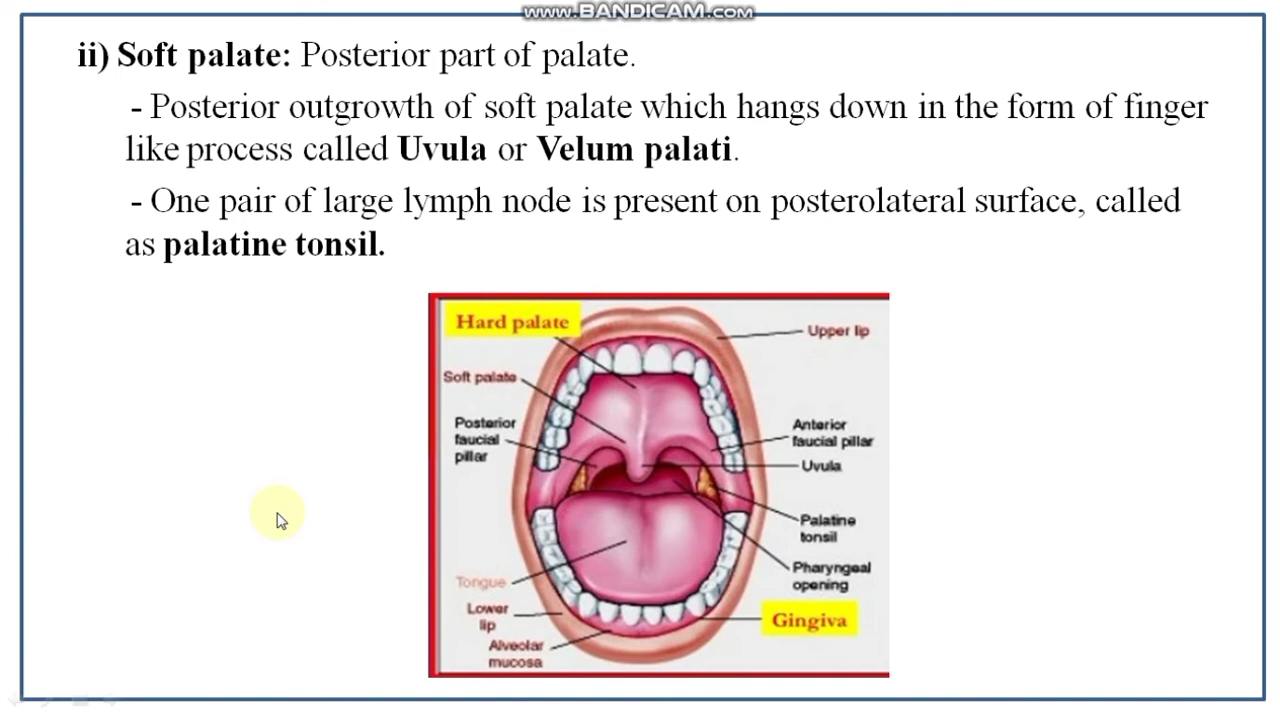 www.BANDICAM.com
ii) Soft palate: Posterior part of palate.
- Posterior outgrowth of soft palate which hangs down in the form of finger
like process called Uvula or Velum palati.
- One pair of large lymph node is present on posterolateral surface, called
as palatine tonsil.
Hard palate
Upper lip
Soft palate
Posterior
faucial
pillar
Anterior
faucial pillar
Uvula
Palatine
tonsil
Pharyngeal
opening
Tongue
Lower
lip
Gingiva
Alveolar
mucosa